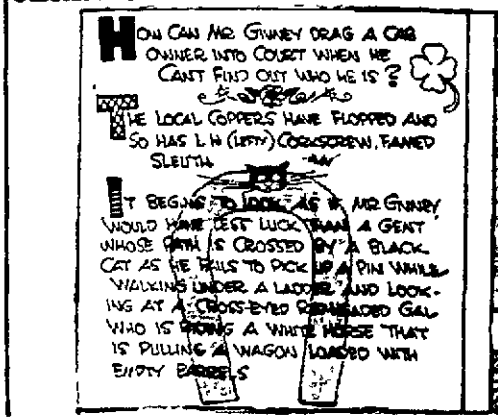 HOW CAN MR GINNEY DRAG A CAB
OWNER INTO COURT WHEN HE
CANT FIND OUT WHO HE IS?
THE LOCAL COPPERS HAVE FLOPPED AND
SO HAS L.H (LEFTY) CORKSCREW, FAMED
SLEUTH
IT BEGINS TO LOOK AS IF MR GINNEY
WOULD HAVE LESS LUCK THAN A GENT
WHOSE PATH IS CROSSED BY A BLACK
CAT AS HE FAILS TO PICK UP A PIN WHILE
WALKING UNDER A LADDER AND LOOK-
ING AT A CROSS-EYED REDHEADED GAL
WHO IS RIDING A WHITE HORSE THAT
IS PULLING A WAGON LOADED WITH
EMPTY BARRELS